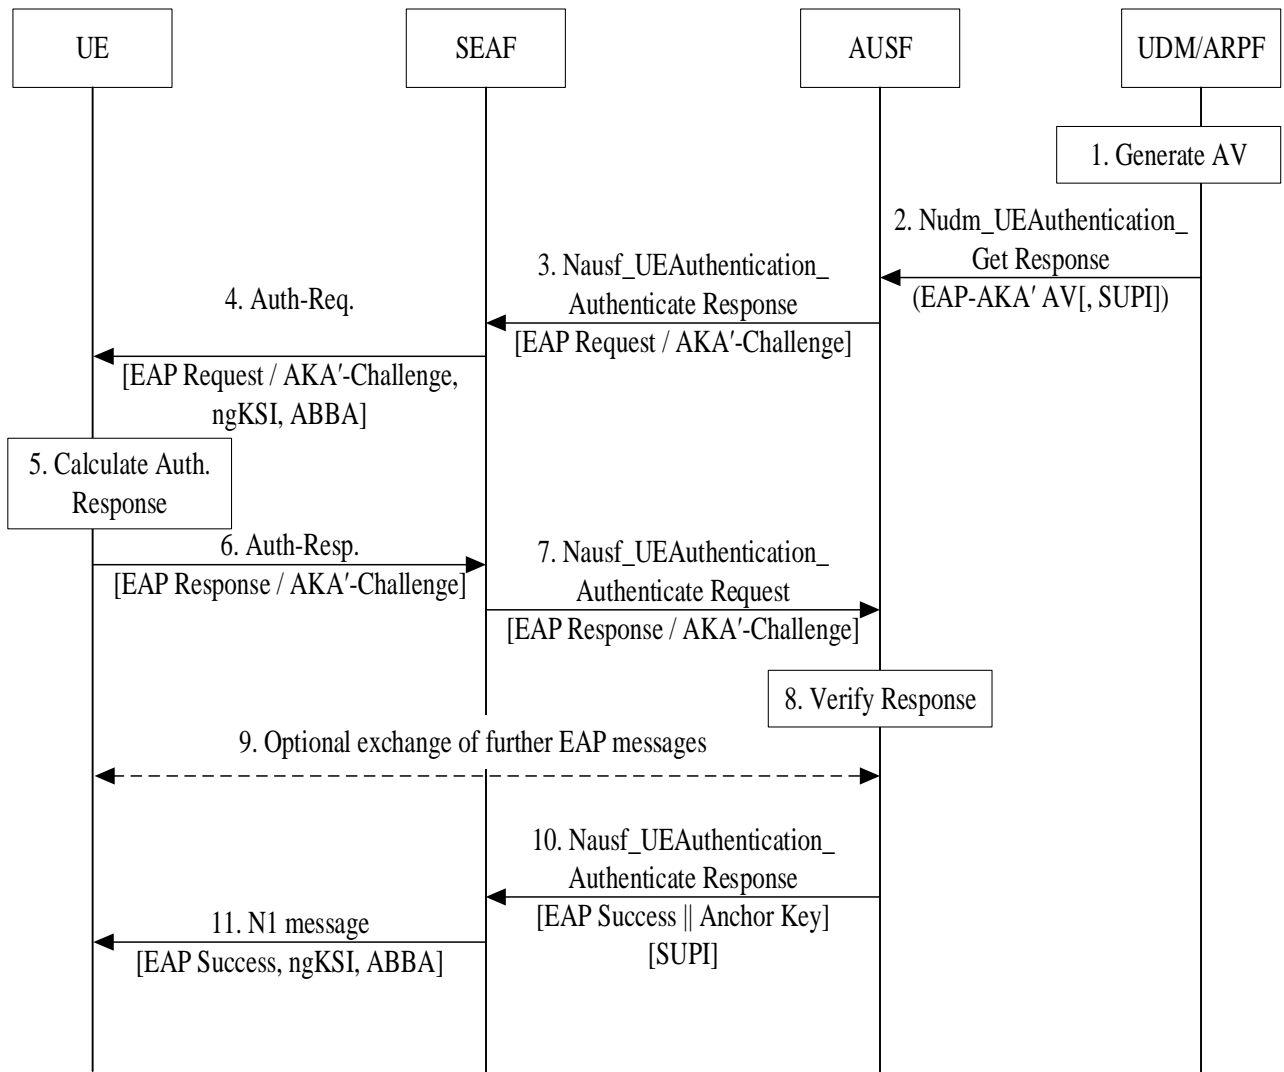 UE
SEAF
AUSF
UDM/ARPF
1. Generate AV
2. Nudm_UEAuthentication_
Get Response
(EAP-AKA′ AV[, SUPI])
3. Nausf_UEAuthentication_
Authenticate Response
[EAP Request / AKA′-Challenge]
4. Auth-Req.
[EAP Request / AKA′-Challenge,
ngKSI, ABBA]
5. Calculate Auth.
Response
6. Auth-Resp.
[EAP Response / AKA′-Challenge]
7. Nausf_UEAuthentication_
Authenticate Request
[EAP Response / AKA′-Challenge]
8. Verify Response
9. Optional exchange of further EAP messages
10. Nausf_UEAuthentication_
Authenticate Response
[EAP Success || Anchor Key]
[SUPI]
11. N1 message
[EAP Success, ngKSI, ABBA]